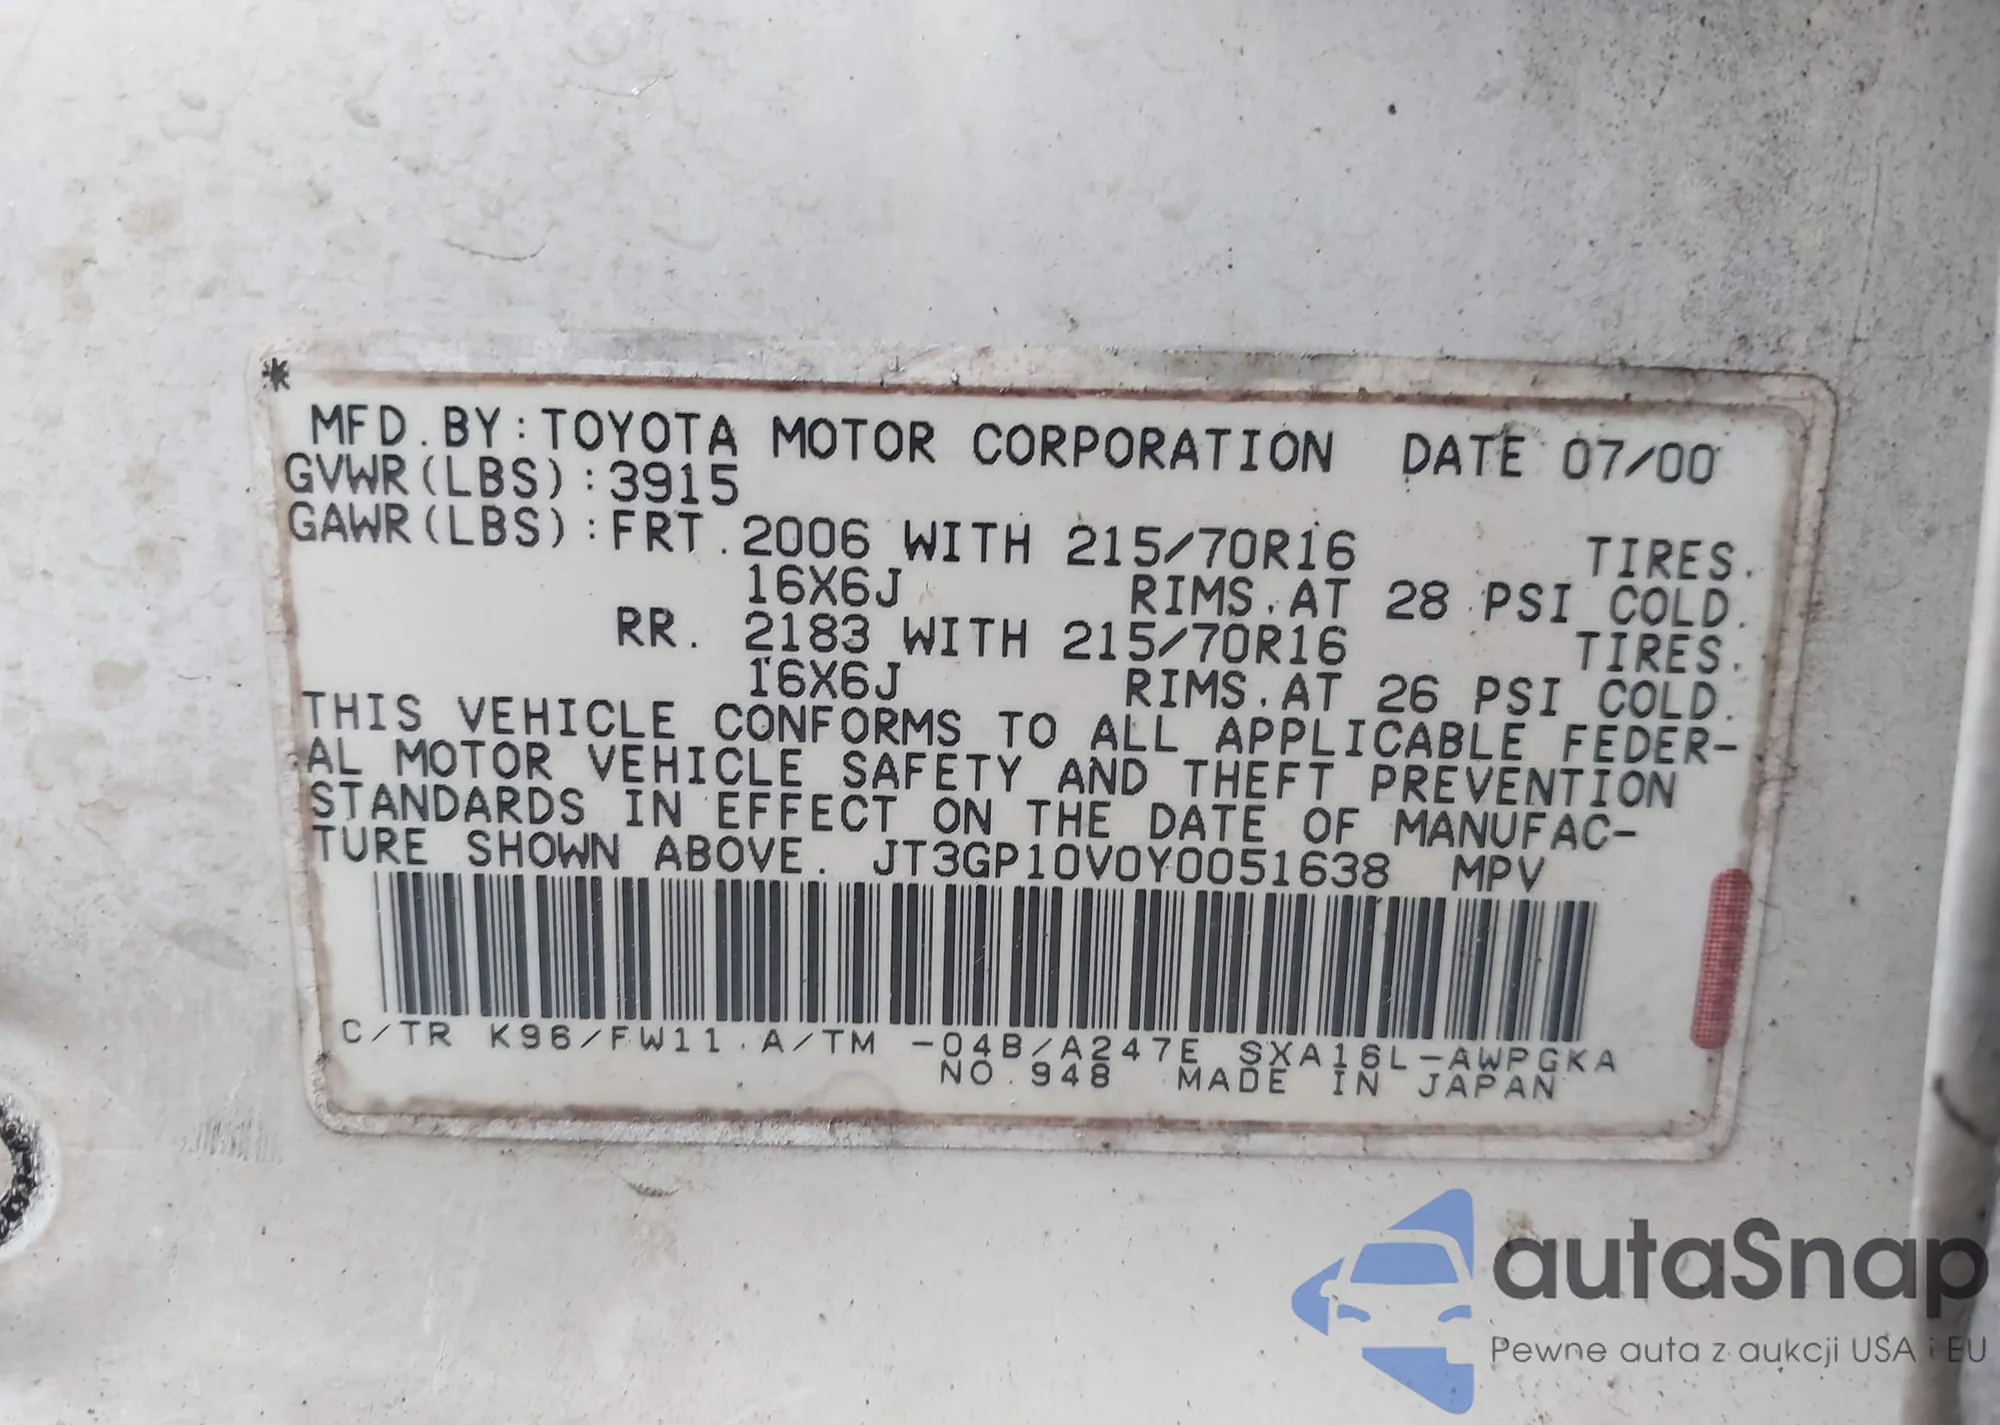 *
MFD.BY:TOYOTA MOTOR CORPORATION DATE 07/00
GVWR(LBS):3915
GAWR(LBS):FRT.2006 WITH 215/70R16 TIRES.
16X6J RIMS.AT 28 PSI COLD.
RR. 2183 WITH 215/70R16 TIRES.
16X6J RIMS.AT 26 PSI COLD.
THIS VEHICLE CONFORMS TO ALL APPLICABLE FEDER-
AL MOTOR VEHICLE SAFETY AND THEFT PREVENTION
STANDARDS IN EFFECT ON THE DATE OF MANUFAC-
TURE SHOWN ABOVE. JT3GP10V0Y0051638 MPV
C/TR K96/FW11.A/TM -04B/A247E SXA16L-AWPGKA
NO.948 MADE IN JAPAN
autaSnap
Pewne auta z aukcji USA i EU